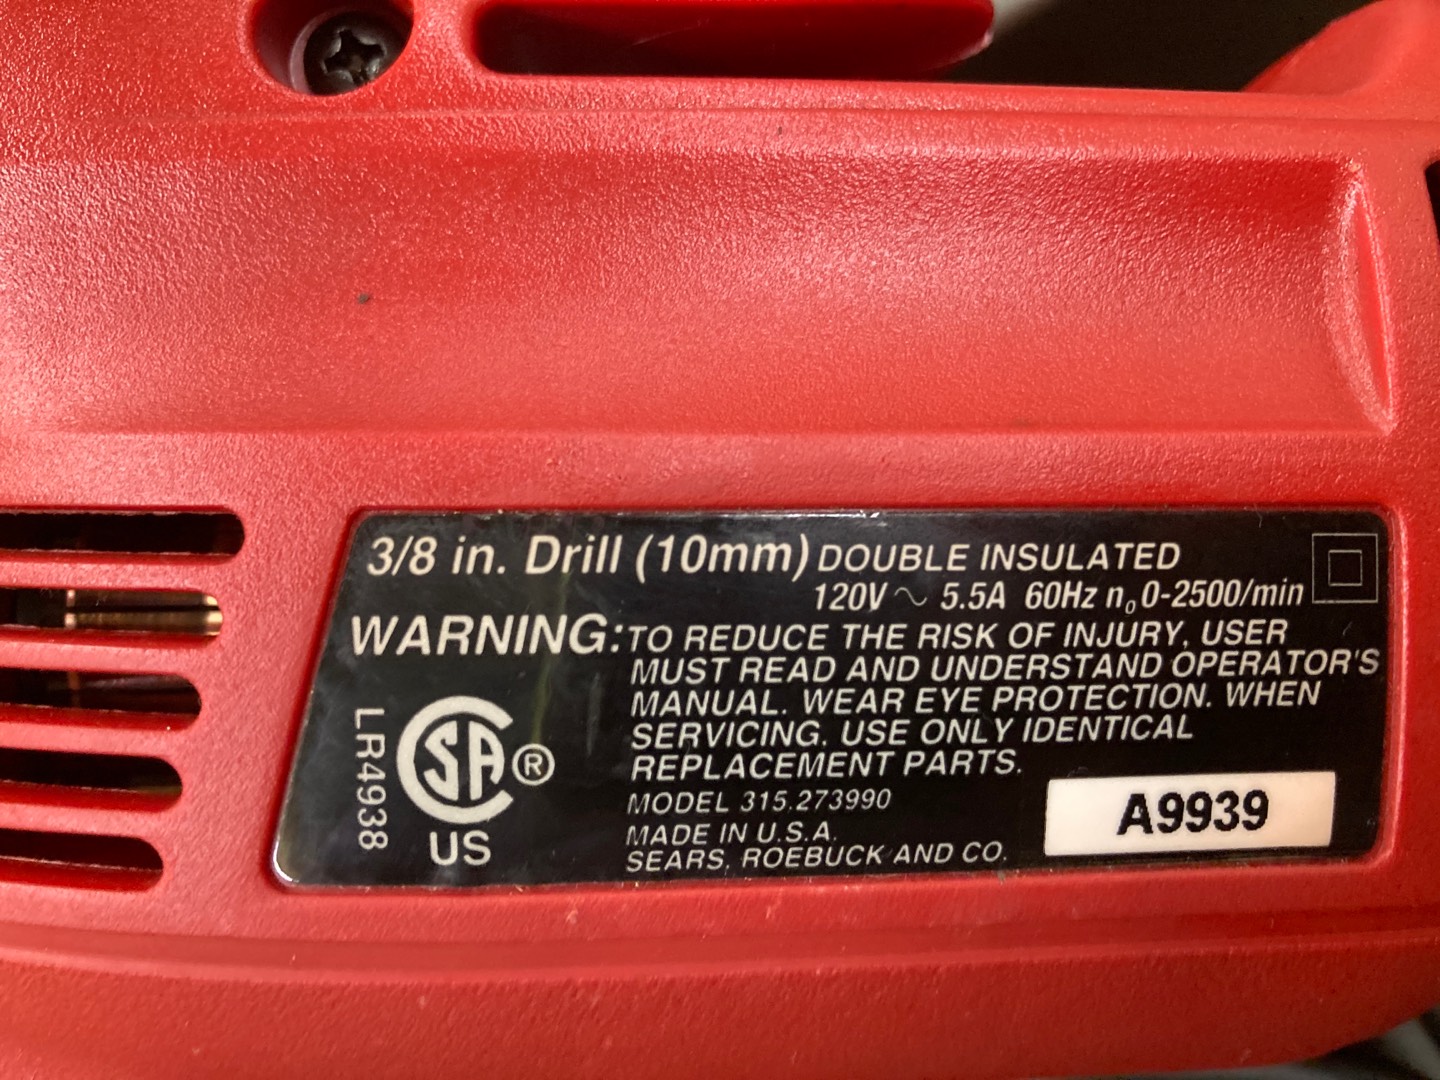 3/8 in. Drill (10mm) DOUBLE INSULATED
120V ~ 5.5A 60Hz n₀ 0-2500/min
WARNING: TO REDUCE THE RISK OF INJURY, USER
MUST READ AND UNDERSTAND OPERATOR'S
MANUAL. WEAR EYE PROTECTION. WHEN
SERVICING, USE ONLY IDENTICAL
REPLACEMENT PARTS.
MODEL 315.273990
MADE IN U.S.A.
SEARS, ROEBUCK AND CO.
A9939
LR4938
CSA ®
US